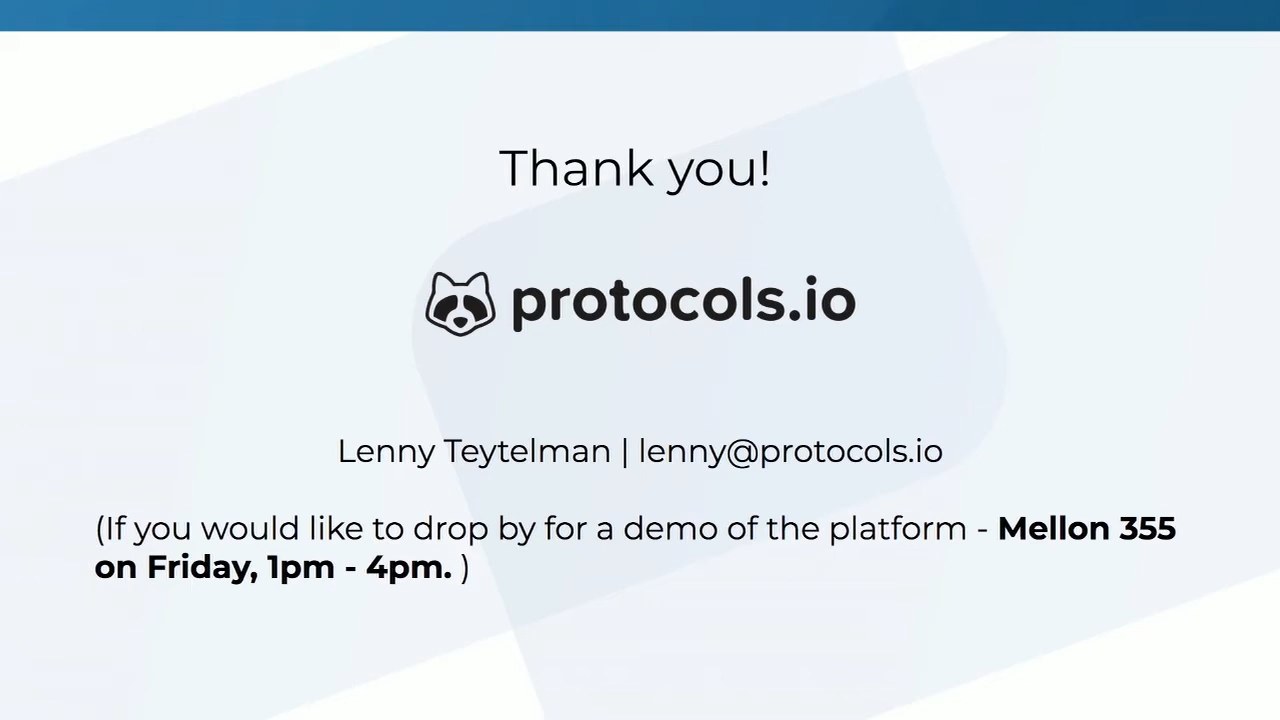 Thank you!
protocols.io
Lenny Teytelman | lenny@protocols.io
(If you would like to drop by for a demo of the platform - Mellon 355
on Friday, 1pm - 4pm. )